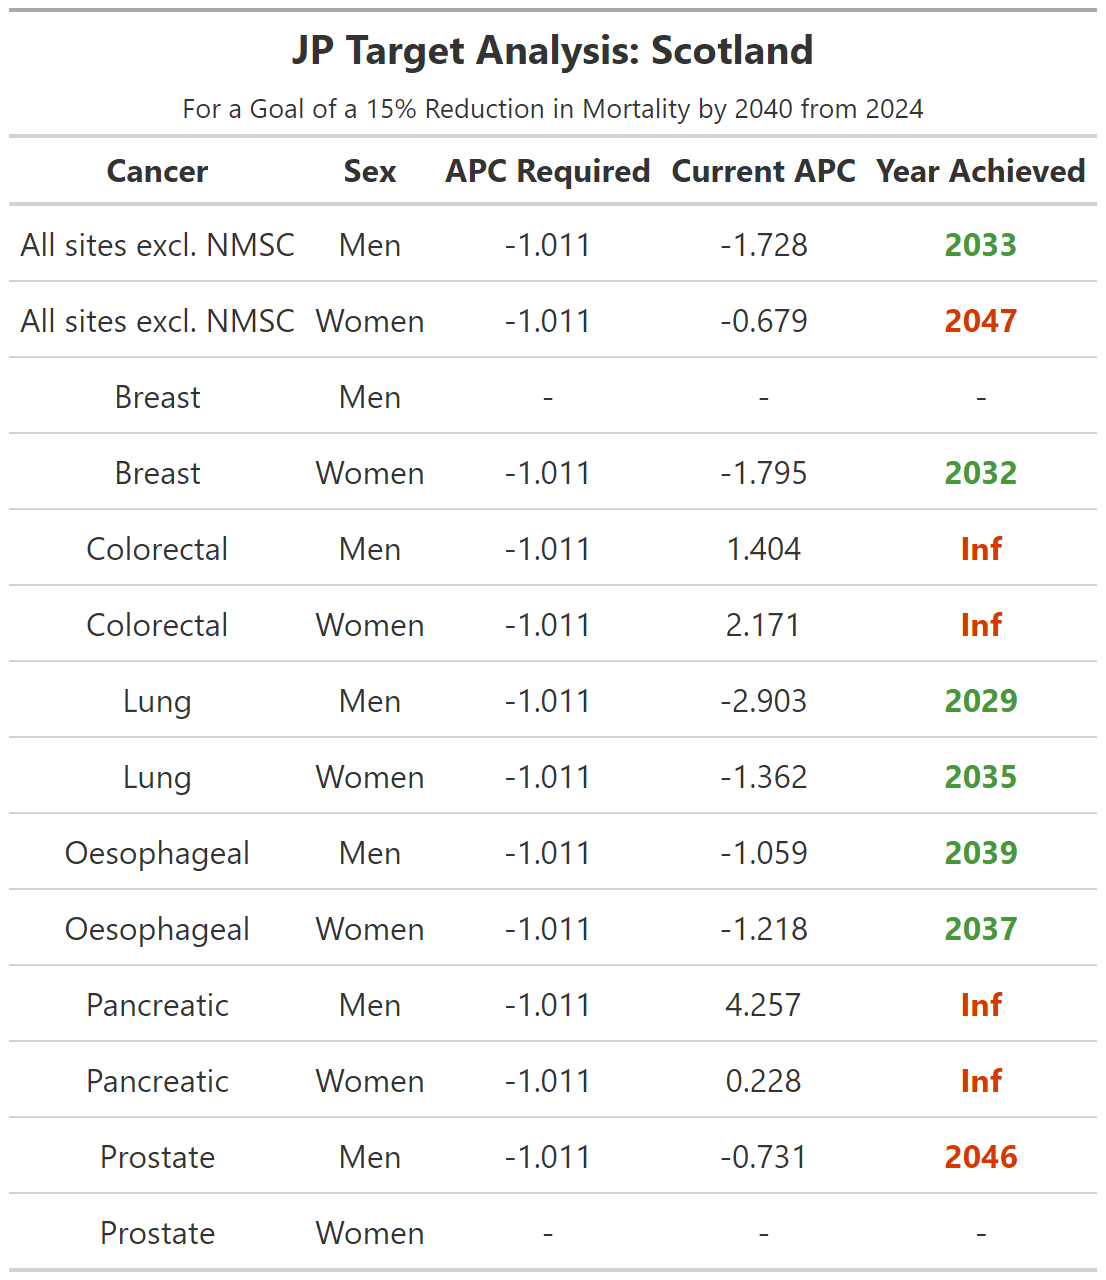 JP Target Analysis: Scotland
For a Goal of a 15% Reduction in Mortality by 2040 from 2024
Cancer Sex APC Required Current APC Year Achieved
All sites excl. NMSC Men -1.011 -1.728 2033
All sites excl. NMSC Women -1.011 -0.679 2047
Breast Men - - -
Breast Women -1.011 -1.795 2032
Colorectal Men -1.011 1.404 Inf
Colorectal Women -1.011 2.171 Inf
Lung Men -1.011 -2.903 2029
Lung Women -1.011 -1.362 2035
Oesophageal Men -1.011 -1.059 2039
Oesophageal Women -1.011 -1.218 2037
Pancreatic Men -1.011 4.257 Inf
Pancreatic Women -1.011 0.228 Inf
Prostate Men -1.011 -0.731 2046
Prostate Women - - -